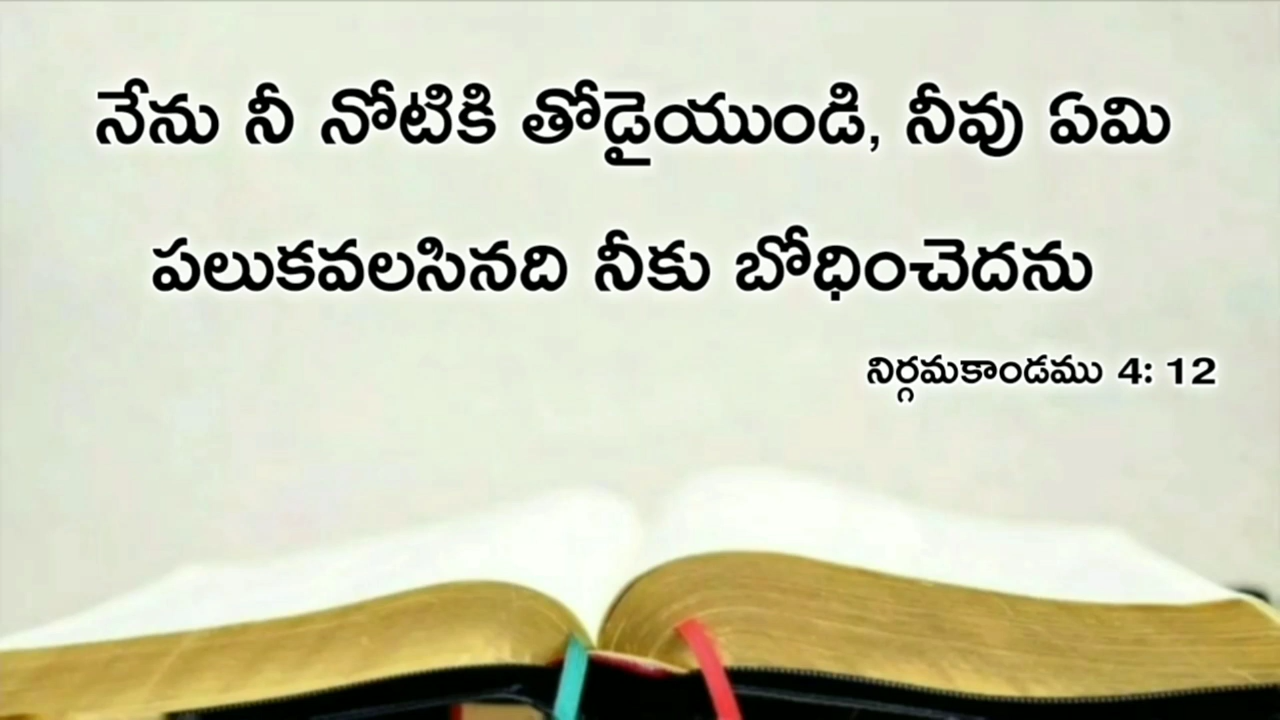 నేను నీ నోటికి తోడైయుండి, నీవు ఏమి
పలుకవలసినది నీకు బోధించెదను
నిర్గమకాండము 4: 12